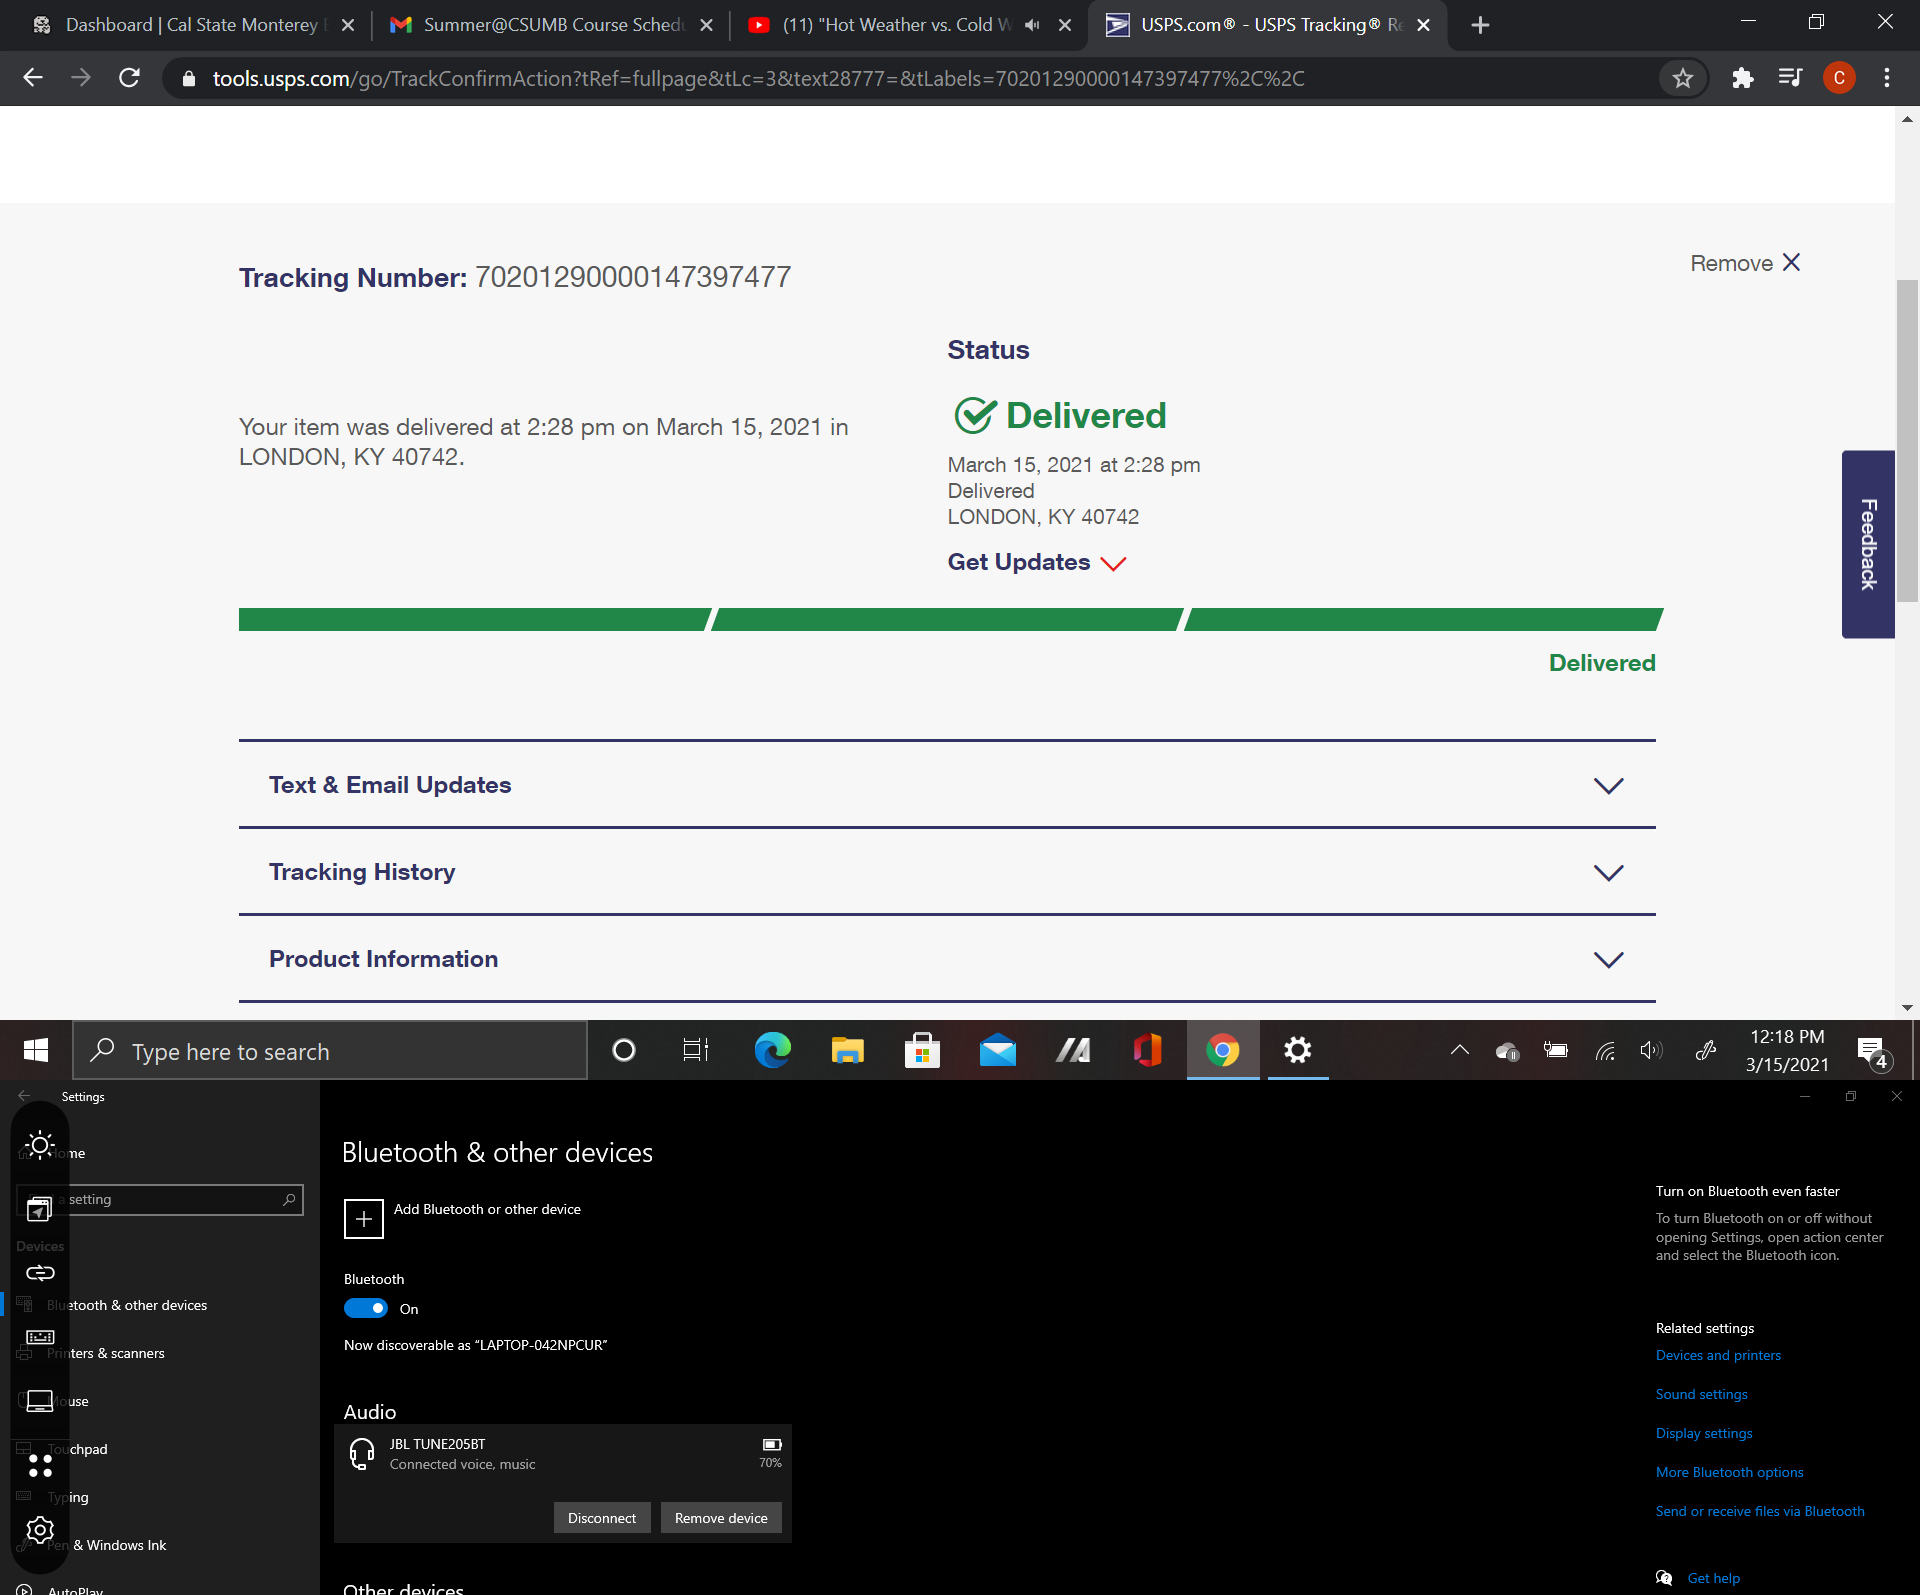 Dashboard | Cal State Monterey
Summer@CSUMB Course Sched
(11) "Hot Weather vs. Cold W
USPS.com® - USPS Tracking® Re
tools.usps.com/go/TrackConfirmAction?tRef=fullpage&tLc=3&text28777=&tLabels=70201290000147397477%2C%2C
C
Tracking Number: 70201290000147397477
Remove
Status
Your item was delivered at 2:28 pm on March 15, 2021 in
LONDON, KY 40742.
Delivered
March 15, 2021 at 2:28 pm
Delivered
LONDON, KY 40742
Get Updates
Feedback
Delivered
Text & Email Updates
Tracking History
Product Information
Type here to search
12:18 PM
3/15/2021
4
Settings
Home
a setting
Devices
Bluetooth & other devices
Printers & scanners
Mouse
Touchpad
Typing
Pen & Windows Ink
AutoPlay
Bluetooth & other devices
Add Bluetooth or other device
Bluetooth
On
Now discoverable as “LAPTOP-042NPCUR”
Audio
JBL TUNE205BT
Connected voice, music
70%
Disconnect
Remove device
Other devices
Turn on Bluetooth even faster
To turn Bluetooth on or off without
opening Settings, open action center
and select the Bluetooth icon.
Related settings
Devices and printers
Sound settings
Display settings
More Bluetooth options
Send or receive files via Bluetooth
Get help